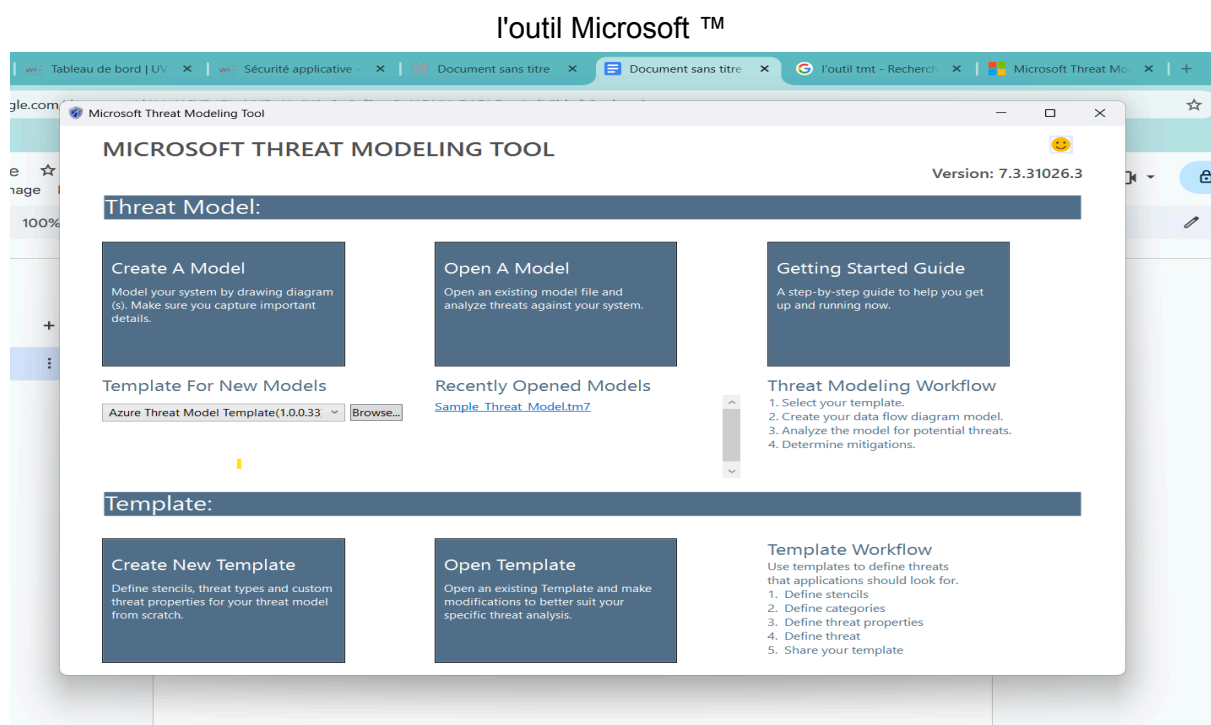 l'outil Microsoft ™
Tableau de bord | UV
Sécurité applicative -
Document sans titre
Document sans titre
l'outil tmt - Recherch
Microsoft Threat Mo
gle.com
Microsoft Threat Modeling Tool
MICROSOFT THREAT MODELING TOOL
Version: 7.3.31026.3
100%
Threat Model:
Create A Model
Model your system by drawing diagram
(s). Make sure you capture important
details.
Open A Model
Open an existing model file and
analyze threats against your system.
Getting Started Guide
A step-by-step guide to help you get
up and running now.
Template For New Models
Azure Threat Model Template(1.0.0.33
Browse...
Recently Opened Models
Sample_Threat_Model.tm7
Threat Modeling Workflow
1. Select your template.
2. Create your data flow diagram model.
3. Analyze the model for potential threats.
4. Determine mitigations.
Template:
Create New Template
Define stencils, threat types and custom
threat properties for your threat model
from scratch.
Open Template
Open an existing Template and make
modifications to better suit your
specific threat analysis.
Template Workflow
Use templates to define threats
that applications should look for.
1. Define stencils
2. Define categories
3. Define threat properties
4. Define threat
5. Share your template